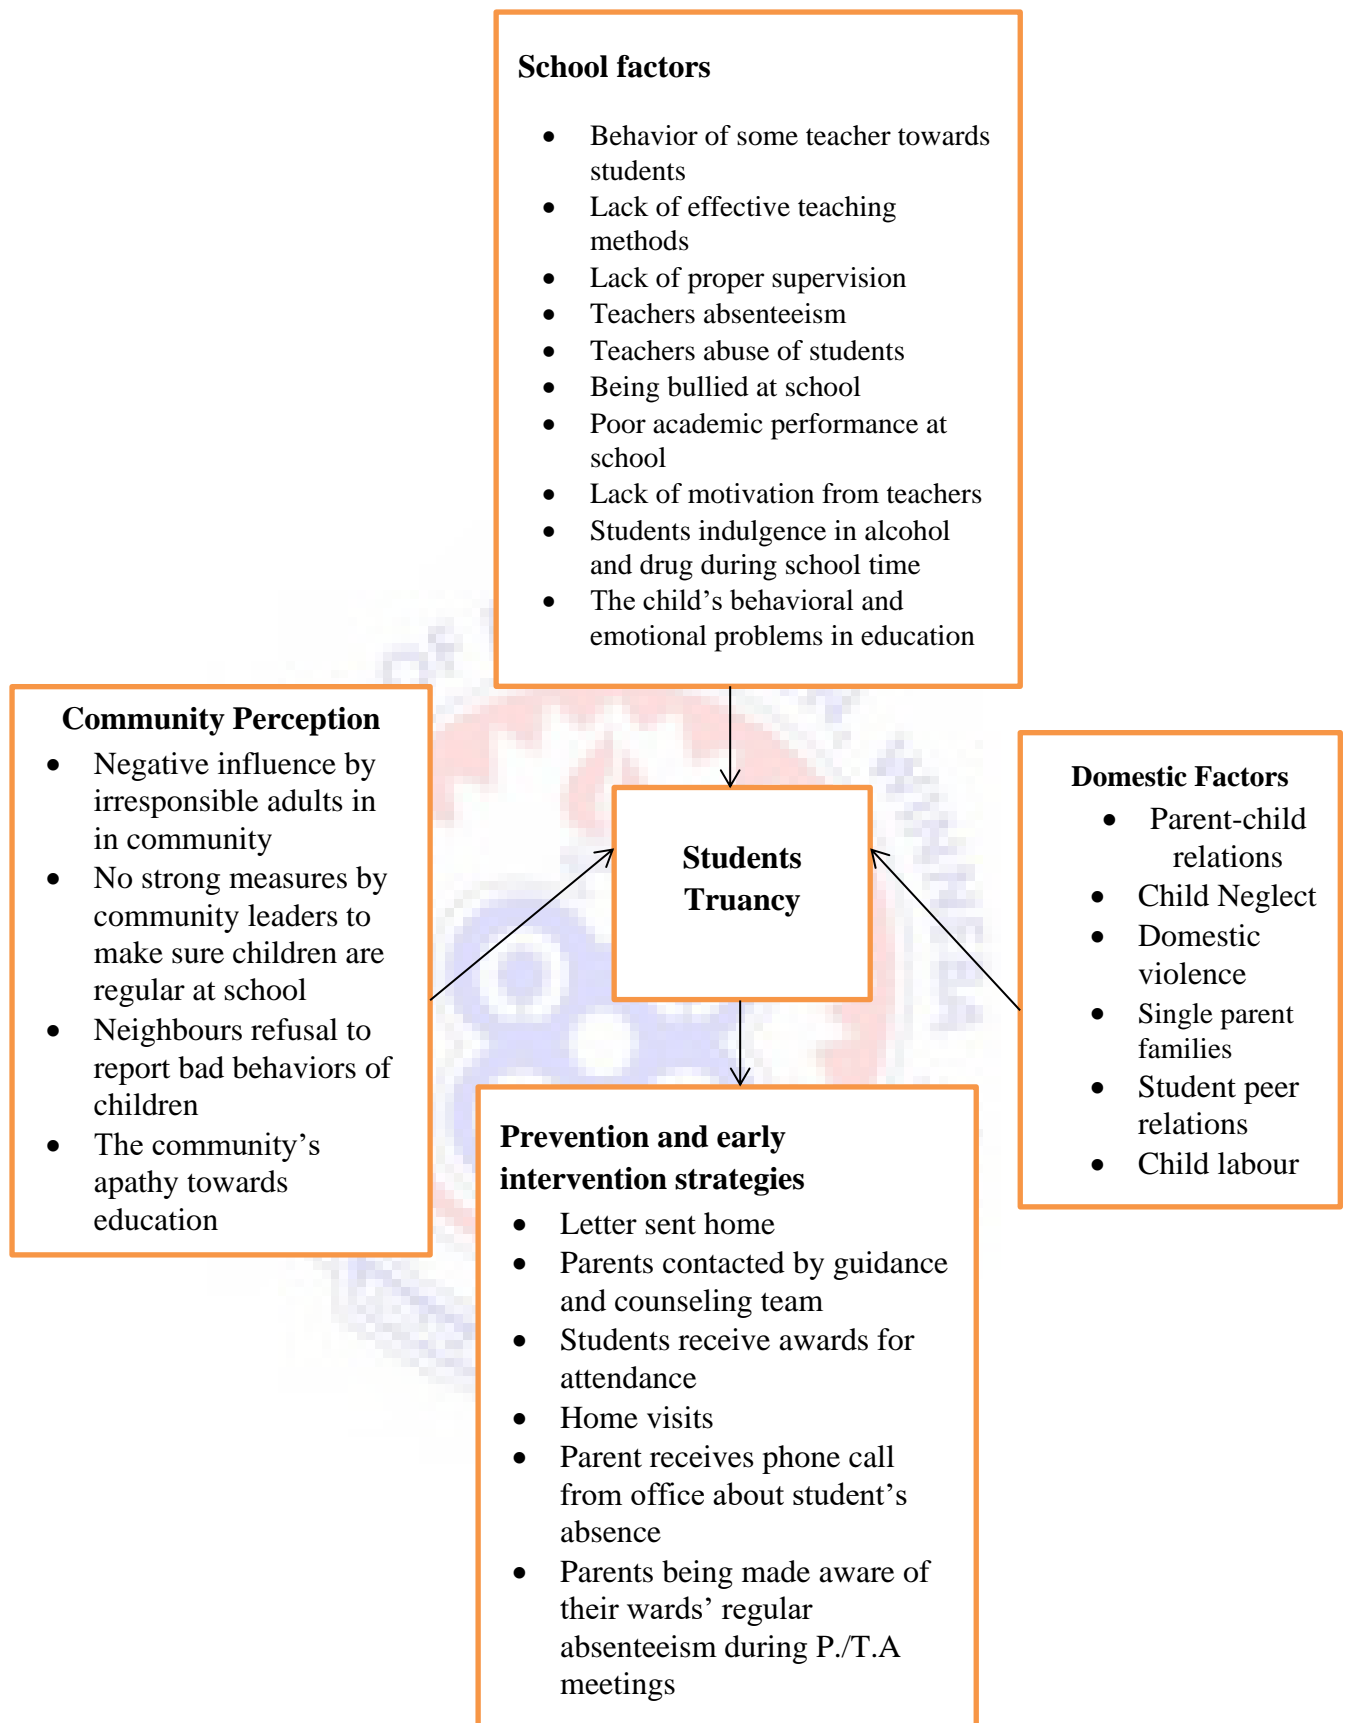 School factors
• Behavior of some teacher towards
students
• Lack of effective teaching
methods
• Lack of proper supervision
• Teachers absenteeism
• Teachers abuse of students
• Being bullied at school
• Poor academic performance at
school
• Lack of motivation from teachers
• Students indulgence in alcohol
and drug during school time
• The child’s behavioral and
emotional problems in education
Community Perception
• Negative influence by
irresponsible adults in
in community
• No strong measures by
community leaders to
make sure children are
regular at school
• Neighbours refusal to
report bad behaviors of
children
• The community’s
apathy towards
education
Students
Truancy
Domestic Factors
• Parent-child
relations
• Child Neglect
• Domestic
violence
• Single parent
families
• Student peer
relations
• Child labour
Prevention and early
intervention strategies
• Letter sent home
• Parents contacted by guidance
and counseling team
• Students receive awards for
attendance
• Home visits
• Parent receives phone call
from office about student’s
absence
• Parents being made aware of
their wards’ regular
absenteeism during P./T.A
meetings